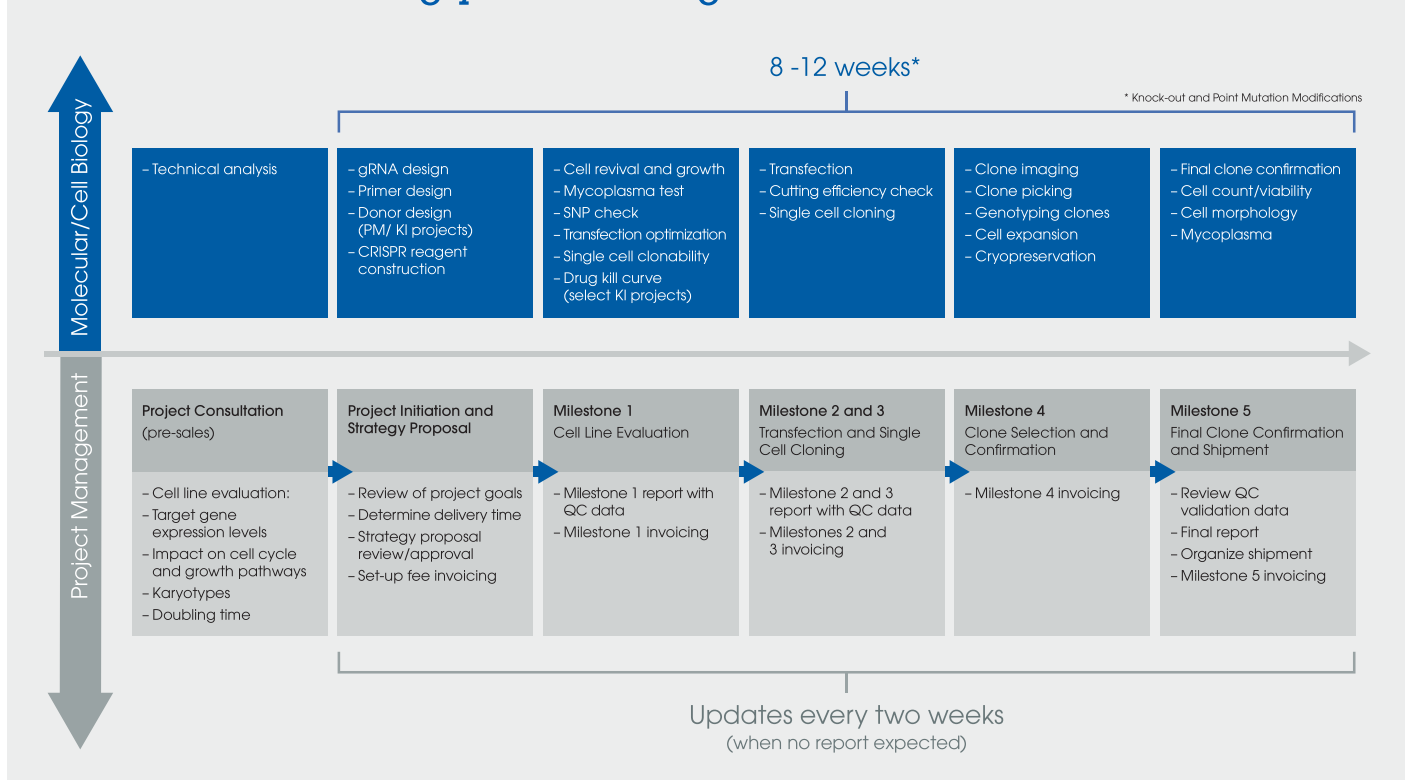 8 -12 weeks*
* Knock-out and Point Mutation Modifications
Molecular/Cell Biology
– Technical analysis
– gRNA design
– Primer design
– Donor design
(PM/ KI projects)
– CRISPR reagent
construction
– Cell revival and growth
– Mycoplasma test
– SNP check
– Transfection optimization
– Single cell clonability
– Drug kill curve
(select KI projects)
– Transfection
– Cutting efficiency check
– Single cell cloning
– Clone imaging
– Clone picking
– Genotyping clones
– Cell expansion
– Cryopreservation
– Final clone confirmation
– Cell count/viability
– Cell morphology
– Mycoplasma
Project Management
Project Consultation
(pre-sales)
– Cell line evaluation:
– Target gene
expression levels
– Impact on cell cycle
and growth pathways
– Karyotypes
– Doubling time
Project Initiation and
Strategy Proposal
– Review of project goals
– Determine delivery time
– Strategy proposal
review/approval
– Set-up fee invoicing
Milestone 1
Cell Line Evaluation
– Milestone 1 report with
QC data
– Milestone 1 invoicing
Milestone 2 and 3
Transfection and Single
Cell Cloning
– Milestone 2 and 3
report with QC data
– Milestones 2 and
3 invoicing
Milestone 4
Clone Selection and
Confirmation
– Milestone 4 invoicing
Milestone 5
Final Clone Confirmation
and Shipment
– Review QC
validation data
– Final report
– Organize shipment
– Milestone 5 invoicing
Updates every two weeks
(when no report expected)